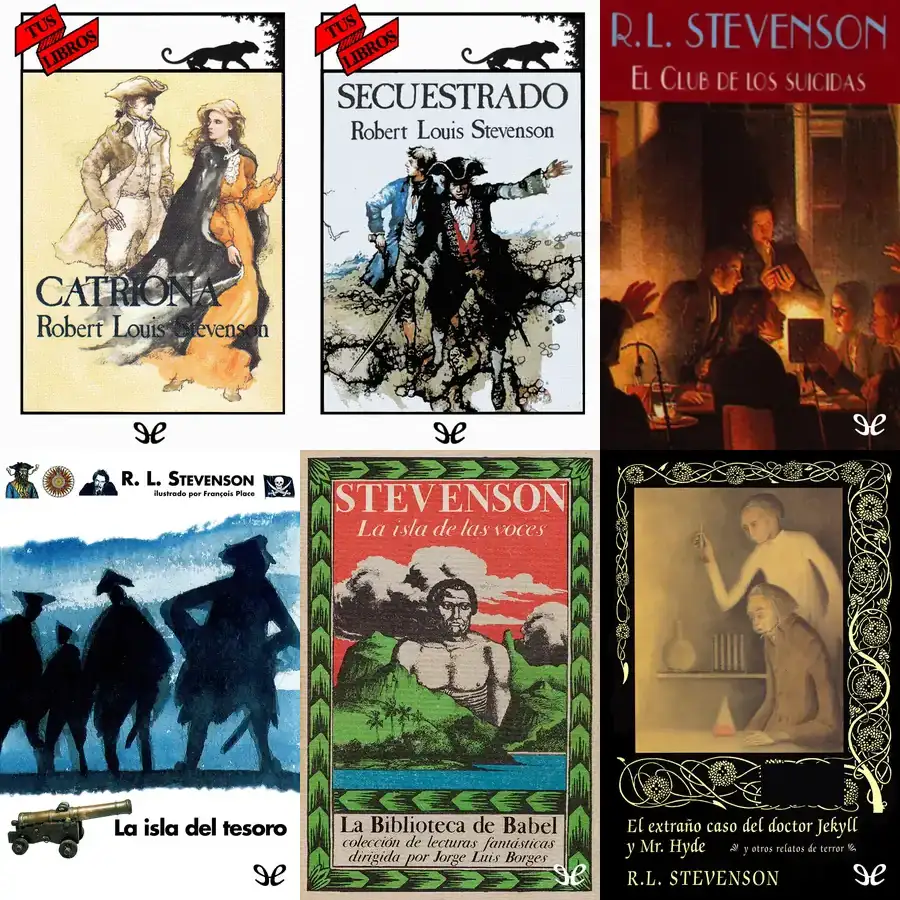 TUS
LIBROS
CATRIONA
Robert Louis Stevenson
TUS
LIBROS
SECUESTRADO
Robert Louis Stevenson
R.L. STEVENSON
EL CLUB DE LOS SUICIDAS
R. L. STEVENSON
ilustrado por François Place
La isla del tesoro
STEVENSON
La isla de las voces
La Biblioteca de Babel
colección de lecturas fantásticas
dirigida por Jorge Luis Borges
El extraño caso del doctor Jekyll
y Mr. Hyde
y otros relatos de terror
R.L. STEVENSON